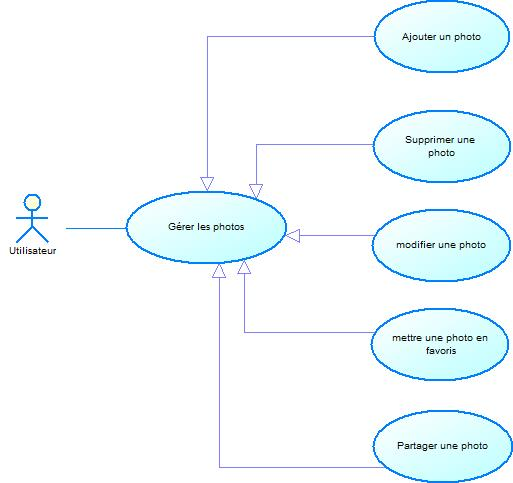 Ajouter un photo
Supprimer une
photo
Gérer les photos
Utilisateur
modifier une photo
mettre une photo en
favoris
Partager une photo